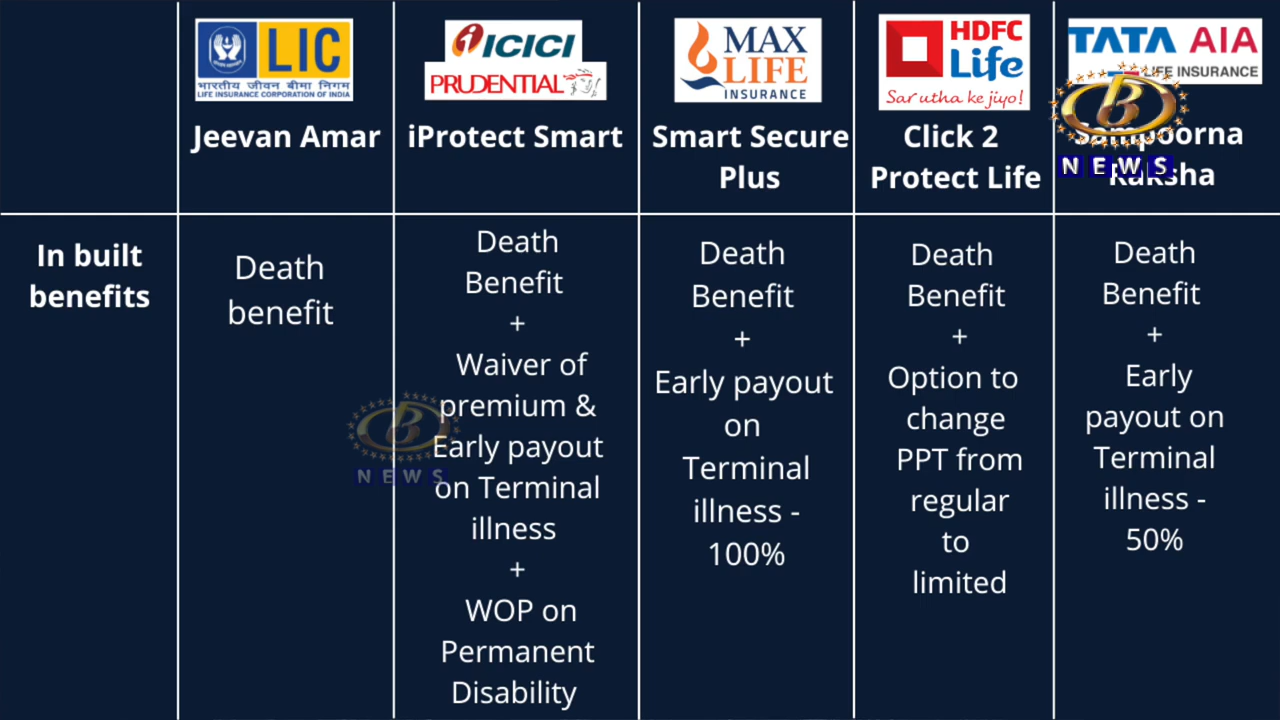 LIC
भारतीय जीवन बीमा निगम
LIFE INSURANCE CORPORATION OF INDIA
ICICI
PRUDENTIAL
MAX
LIFE
INSURANCE
HDFC
Life
Sar utha ke jiyo!
TATA AIA
LIFE INSURANCE
B
NEWS
Jeevan Amar
iProtect Smart
Smart Secure
Plus
Click 2
Protect Life
Sampoorna
Raksha
In built
benefits
Death
benefit
Death
Benefit
+
Waiver of
premium &
Early payout
on Terminal
illness
+
WOP on
Permanent
Disability
B
NEWS
Death
Benefit
+
Early payout
on
Terminal
illness -
100%
Death
Benefit
+
Option to
change
PPT from
regular
to
limited
Death
Benefit
+
Early
payout on
Terminal
illness -
50%